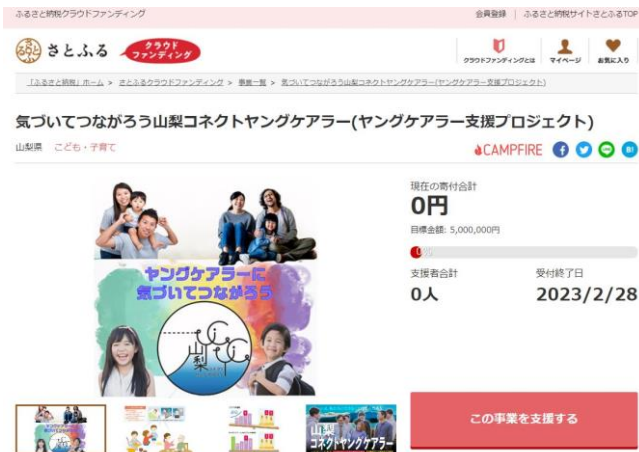 ふるさと納税クラウドファンディング
会員登録 | ふるさと納税サイトさとふるTOP
さとふる クラウドファンディング
クラウドファンディングとは マイページ お気に入り
「ふるさと納税」ホーム > さとふるクラウドファンディング > 事業一覧 > 気づいてつながろう山梨コネクトヤングケアラー(ヤングケアラー支援プロジェクト)
気づいてつながろう山梨コネクトヤングケアラー(ヤングケアラー支援プロジェクト)
山梨県 こども・子育て
CAMPFIRE
現在の寄付合計
0円
目標金額: 5,000,000円
支援者合計
0人
受付終了日
2023/2/28
ヤングケアラーに
気づいてつながろう
山梨
この事業を支援する
山梨
コネクトヤングケアラー